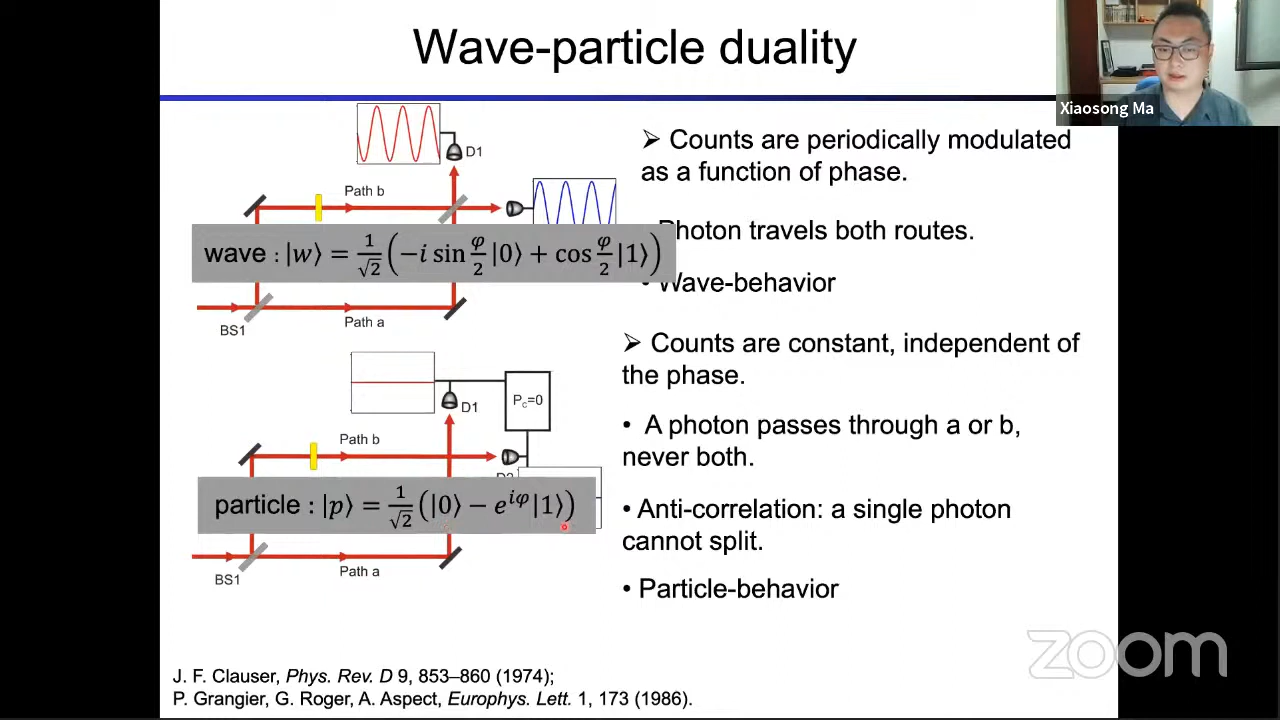 Wave-particle duality
Xiaosong Ma
D1
Path b
➢ Counts are periodically modulated
as a function of phase.
Photon travels both routes.
wave : |w⟩ = 1/√2 (−i sin φ/2 |0⟩ + cos φ/2 |1⟩)
• Wave-behavior
BS1
Path a
➢ Counts are constant, independent of
the phase.
D1
Pc=0
• A photon passes through a or b,
never both.
Path b
particle : |p⟩ = 1/√2 (|0⟩ − e^{iφ}|1⟩)
• Anti-correlation: a single photon
cannot split.
BS1
Path a
• Particle-behavior
zoom
J. F. Clauser, Phys. Rev. D 9, 853–860 (1974);
P. Grangier, G. Roger, A. Aspect, Europhys. Lett. 1, 173 (1986).